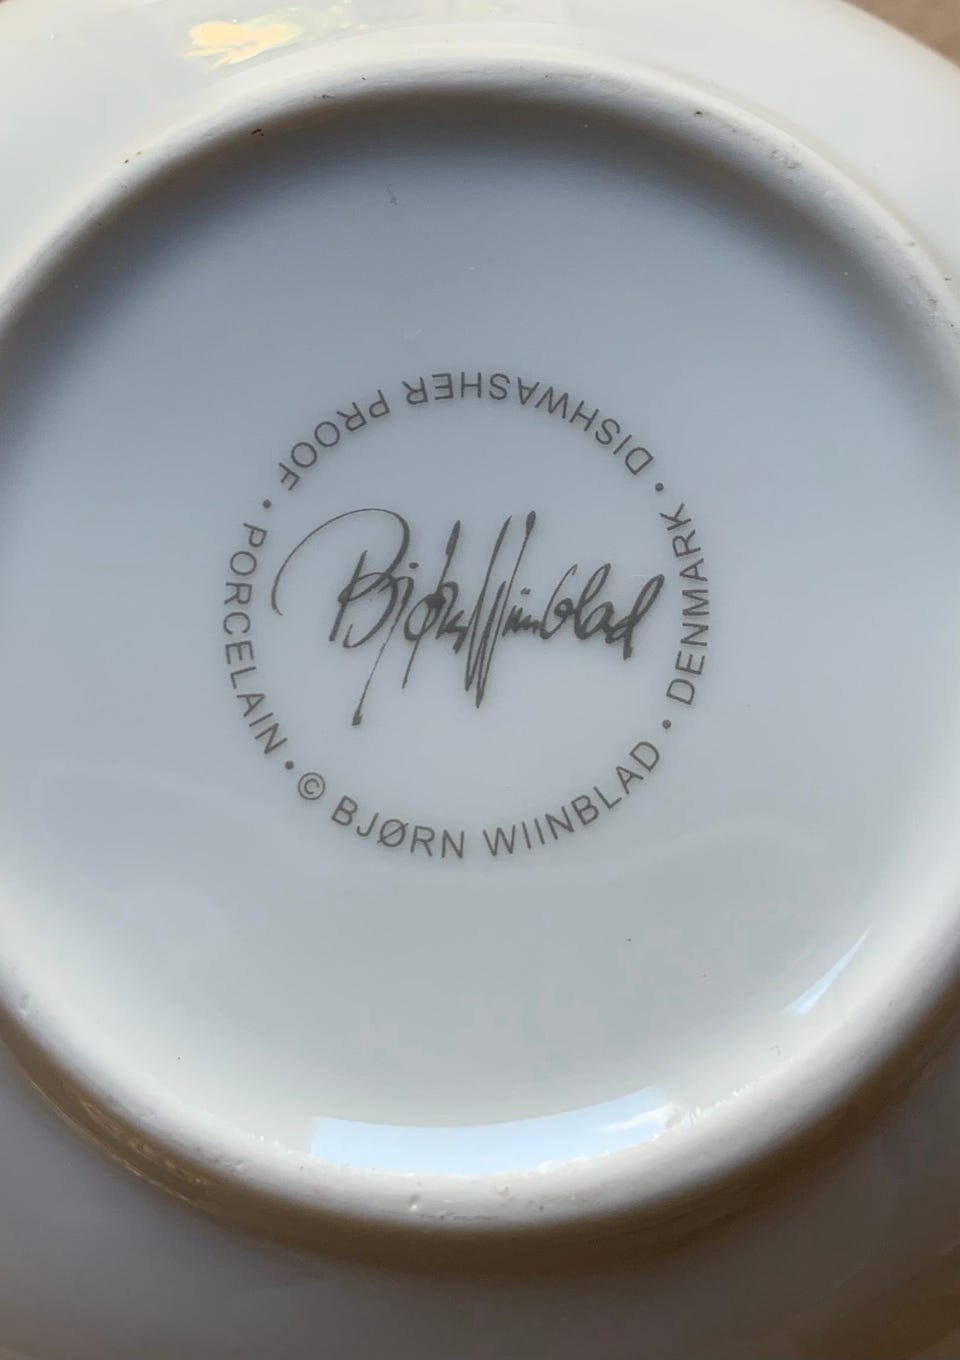 Bjørn Wiinblad
PORCELAIN • © BJØRN WIINBLAD • DENMARK • DISHWASHER PROOF •